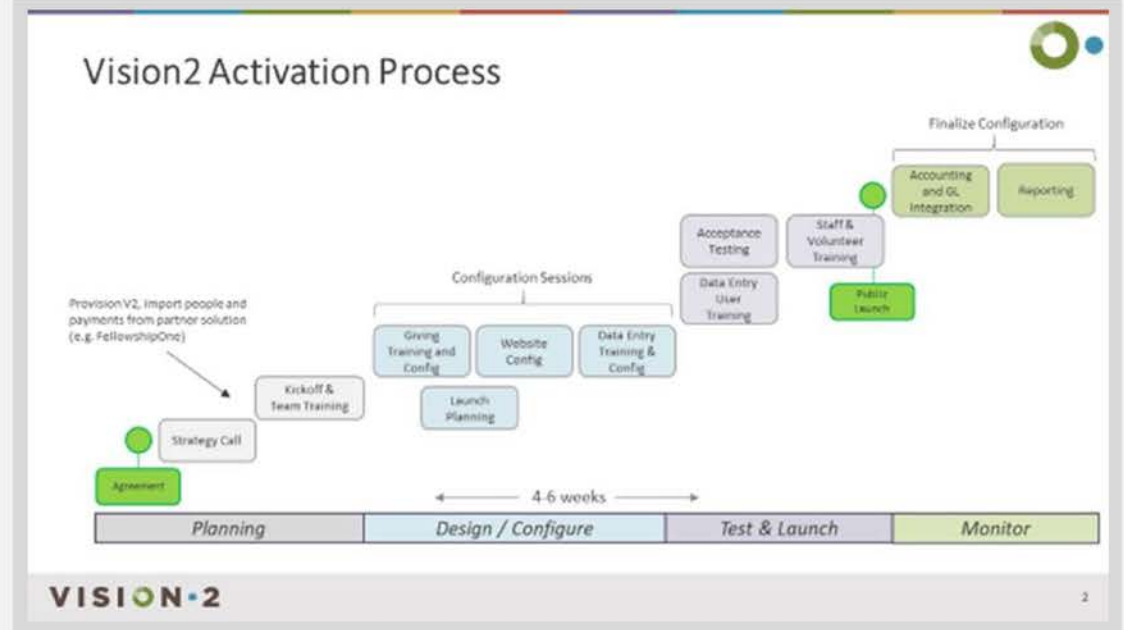 Vision2 Activation Process
Finalize Configuration
Accounting
and GL
Integration
Reporting
Acceptance
Testing
Staff &
Volunteer
Training
Data Entry
User
Training
Public
Launch
Configuration Sessions
Provision V2, import people and
payments from partner solution
(e.g. FellowshipOne)
Giving
Training and
Config
Website
Config
Data Entry
Training &
Config
Kickoff &
Team Training
Launch
Planning
Strategy Call
Agreement
4-6 weeks
Planning
Design / Configure
Test & Launch
Monitor
VISION•2
2